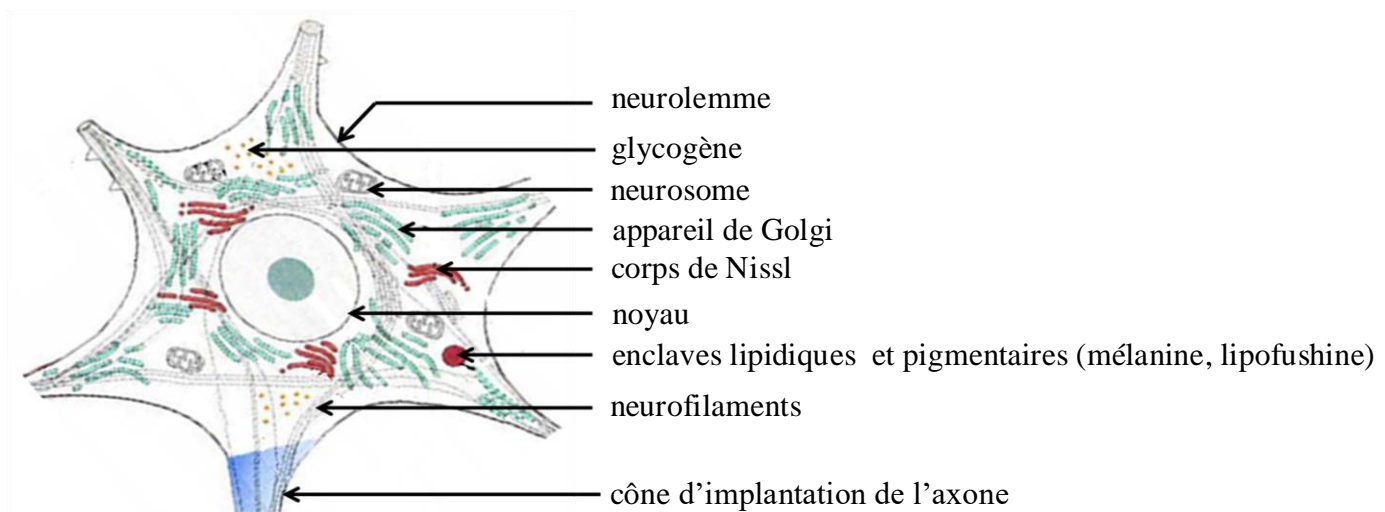 neurolemme
glycogène
neurosome
appareil de Golgi
corps de Nissl
noyau
enclaves lipidiques et pigmentaires (mélanine, lipofushine)
neurofilaments
cône d’implantation de l’axone